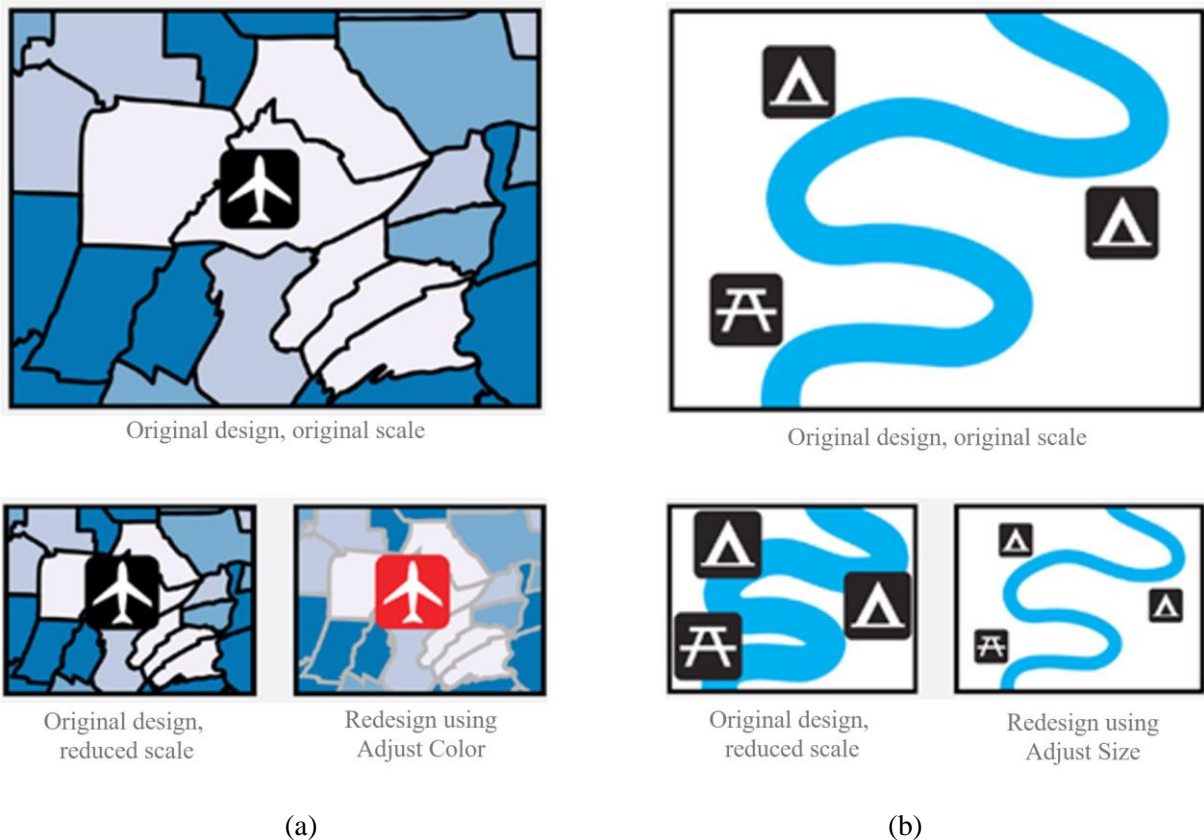 Original design, original scale
Original design, original scale
Original design,
reduced scale
Redesign using
Adjust Color
Original design,
reduced scale
Redesign using
Adjust Size
(a)
(b)